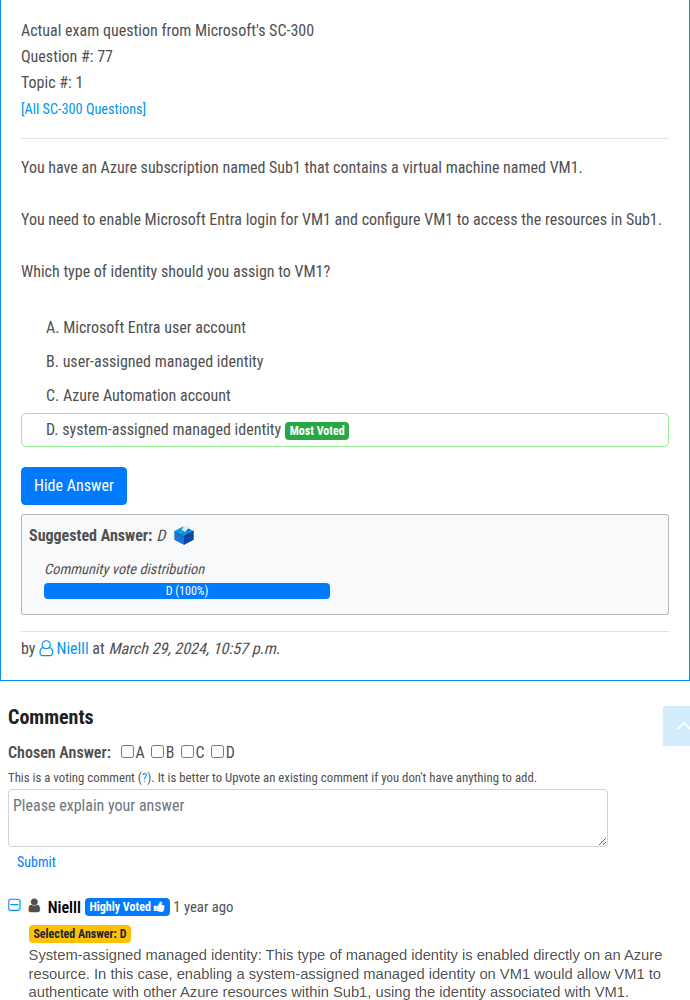 Actual exam question from Microsoft's SC-300
Question #: 77
Topic #: 1
[All SC-300 Questions]
You have an Azure subscription named Sub1 that contains a virtual machine named VM1.
You need to enable Microsoft Entra login for VM1 and configure VM1 to access the resources in Sub1.
Which type of identity should you assign to VM1?
A. Microsoft Entra user account
B. user-assigned managed identity
C. Azure Automation account
D. system-assigned managed identity Most Voted
Hide Answer
Suggested Answer: D
Community vote distribution
D (100%)
by Nielll at March 29, 2024, 10:57 p.m.
Comments
Chosen Answer: A B C D
This is a voting comment (?). It is better to Upvote an existing comment if you don't have anything to add.
Please explain your answer
Submit
Nielll Highly Voted 1 year ago
Selected Answer: D
System-assigned managed identity: This type of managed identity is enabled directly on an Azure
resource. In this case, enabling a system-assigned managed identity on VM1 would allow VM1 to
authenticate with other Azure resources within Sub1, using the identity associated with VM1.